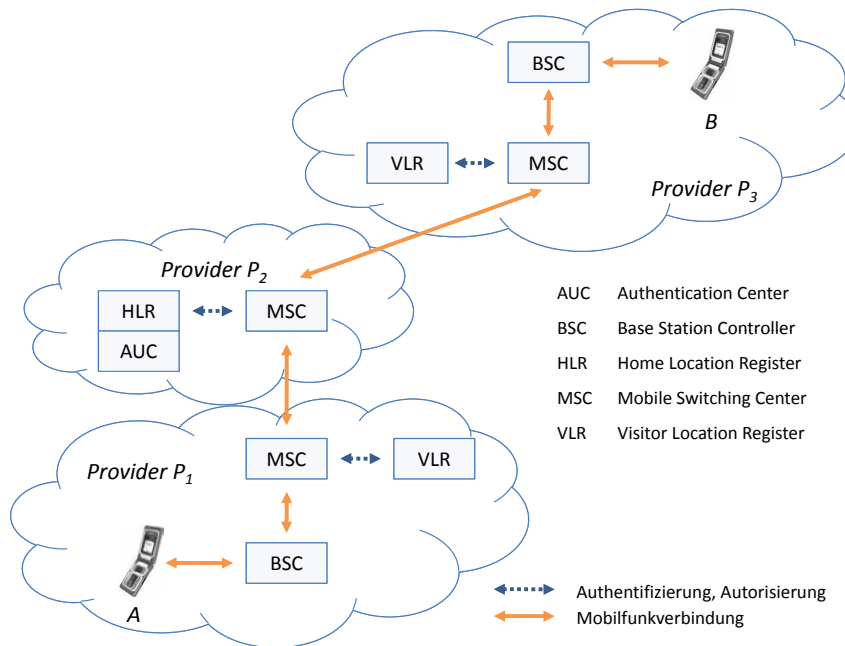 BSC
B
VLR
MSC
Provider P3
Provider P2
HLR
MSC
AUC
AUC Authentication Center
BSC Base Station Controller
HLR Home Location Register
MSC Mobile Switching Center
VLR Visitor Location Register
Provider P1
MSC
VLR
BSC
A
Authentifizierung, Autorisierung
Mobilfunkverbindung